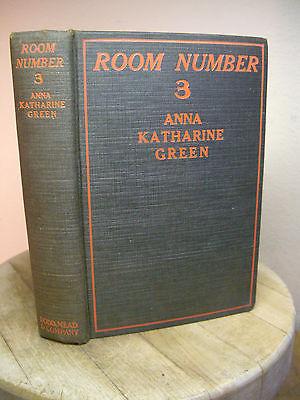 ROOM
NUMBER
3
ANNA
KATHARINE
GREEN
DODD, MEAD
& COMPANY
ROOM NUMBER
3
ANNA
KATHARINE
GREEN